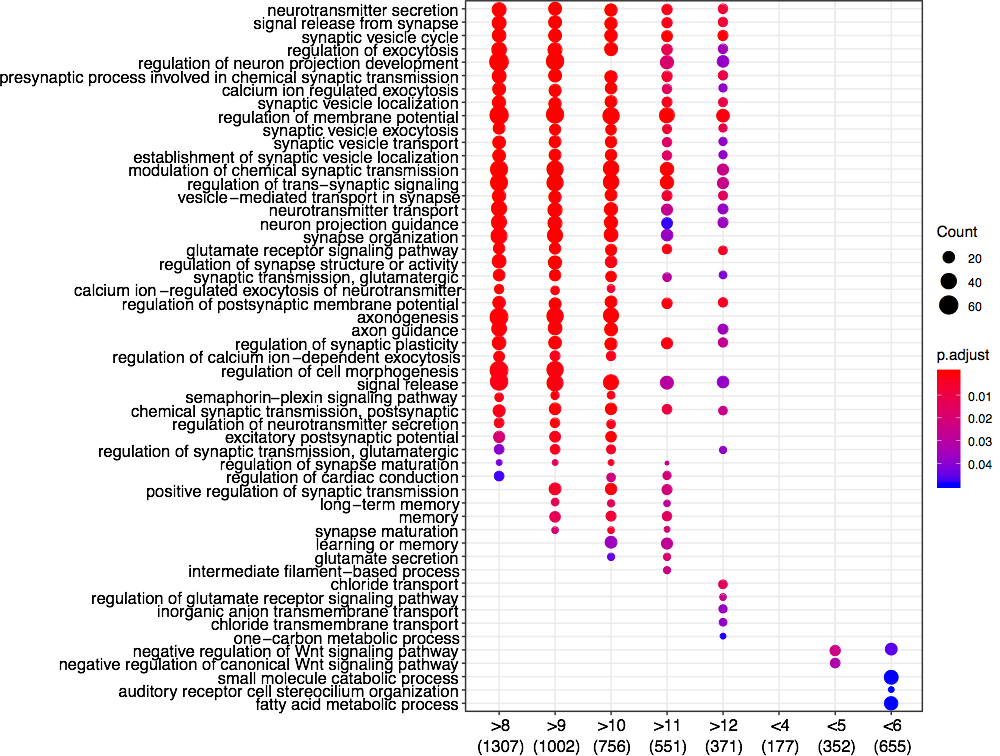 neurotransmitter secretion
signal release from synapse
synaptic vesicle cycle
regulation of exocytosis
regulation of neuron projection development
presynaptic process involved in chemical synaptic transmission
calcium ion regulated exocytosis
synaptic vesicle localization
regulation of membrane potential
synaptic vesicle exocytosis
synaptic vesicle transport
establishment of synaptic vesicle localization
modulation of chemical synaptic transmission
regulation of trans−synaptic signaling
vesicle−mediated transport in synapse
neurotransmitter transport
neuron projection guidance
synapse organization
glutamate receptor signaling pathway
regulation of synapse structure or activity
synaptic transmission, glutamatergic
calcium ion−regulated exocytosis of neurotransmitter
regulation of postsynaptic membrane potential
axonogenesis
axon guidance
regulation of synaptic plasticity
regulation of calcium ion−dependent exocytosis
regulation of cell morphogenesis
signal release
semaphorin−plexin signaling pathway
chemical synaptic transmission, postsynaptic
regulation of neurotransmitter secretion
excitatory postsynaptic potential
regulation of synaptic transmission, glutamatergic
regulation of synapse maturation
regulation of cardiac conduction
positive regulation of synaptic transmission
long−term memory
memory
synapse maturation
learning or memory
glutamate secretion
intermediate filament−based process
chloride transport
regulation of glutamate receptor signaling pathway
inorganic anion transmembrane transport
chloride transmembrane transport
one−carbon metabolic process
negative regulation of Wnt signaling pathway
negative regulation of canonical Wnt signaling pathway
small molecule catabolic process
auditory receptor cell stereocilium organization
fatty acid metabolic process
>8 >9 >10 >11 >12 <4 <5 <6
(1307) (1002) (756) (551) (371) (177) (352) (655)
Count
20
40
60
p.adjust
0.01
0.02
0.03
0.04